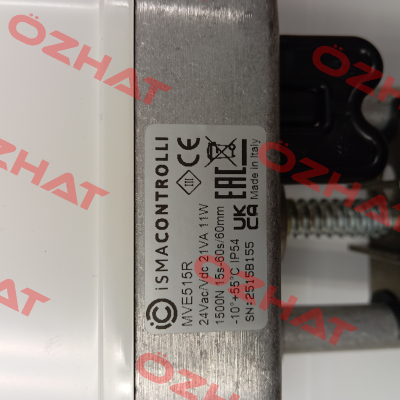 iSMACONTROLLI
MVE515R
24Vac/Vdc 21VA 11W
1500N 15s-60s/60mm
-10°+55°C IP54
SN:2515B155
III
CE
EAC
UK
CA
Made in Italy
ÖZHAT
ÖZHAT
ÖZHAT
ÖZHAT
ÖZHAT
ÖZHAT